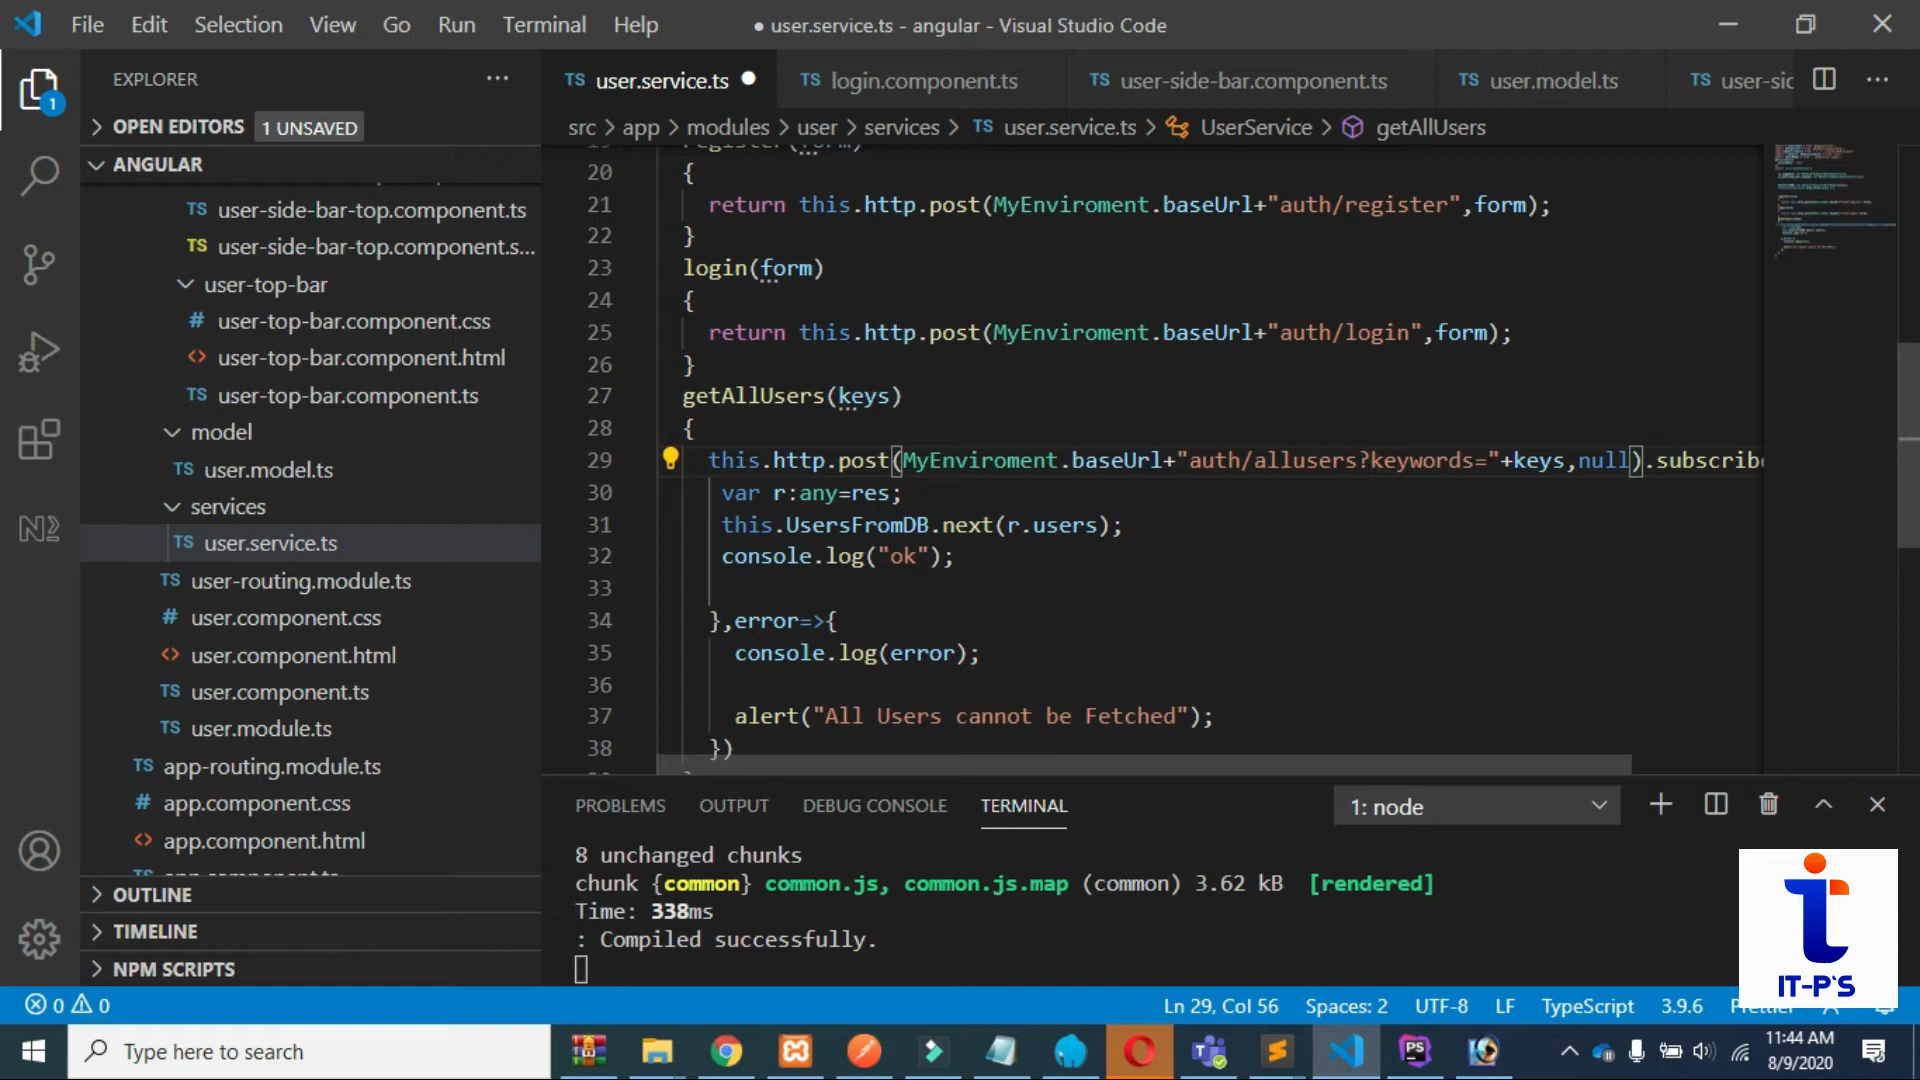 File Edit Selection View Go Run Terminal Help
● user.service.ts - angular - Visual Studio Code
EXPLORER
OPEN EDITORS 1 UNSAVED
ANGULAR
TS user-side-bar-top.component.ts
TS user-side-bar-top.component.s...
user-top-bar
# user-top-bar.component.css
<> user-top-bar.component.html
TS user-top-bar.component.ts
model
TS user.model.ts
services
TS user.service.ts
TS user-routing.module.ts
# user.component.css
<> user.component.html
TS user.component.ts
TS user.module.ts
TS app-routing.module.ts
# app.component.css
<> app.component.html
OUTLINE
TIMELINE
NPM SCRIPTS
TS user.service.ts TS login.component.ts TS user-side-bar.component.ts TS user.model.ts TS user-sid
src > app > modules > user > services > TS user.service.ts > UserService > getAllUsers
register(form)
20 {
21 return this.http.post(MyEnviroment.baseUrl+"auth/register",form);
22 }
23 login(form)
24 {
25 return this.http.post(MyEnviroment.baseUrl+"auth/login",form);
26 }
27 getAllUsers(keys)
28 {
29 this.http.post(MyEnviroment.baseUrl+"auth/allusers?keywords="+keys,null).subscribe
30 var r:any=res;
31 this.UsersFromDB.next(r.users);
32 console.log("ok");
33
34 },error=>{
35 console.log(error);
36
37 alert("All Users cannot be Fetched");
38 })
PROBLEMS OUTPUT DEBUG CONSOLE TERMINAL 1: node
8 unchanged chunks
chunk {common} common.js, common.js.map (common) 3.62 kB [rendered]
Time: 338ms
: Compiled successfully.
IT-P'S
0 0 Ln 29, Col 56 Spaces: 2 UTF-8 LF TypeScript 3.9.6 Prettier
1
Type here to search
PS
11:44 AM
8/9/2020